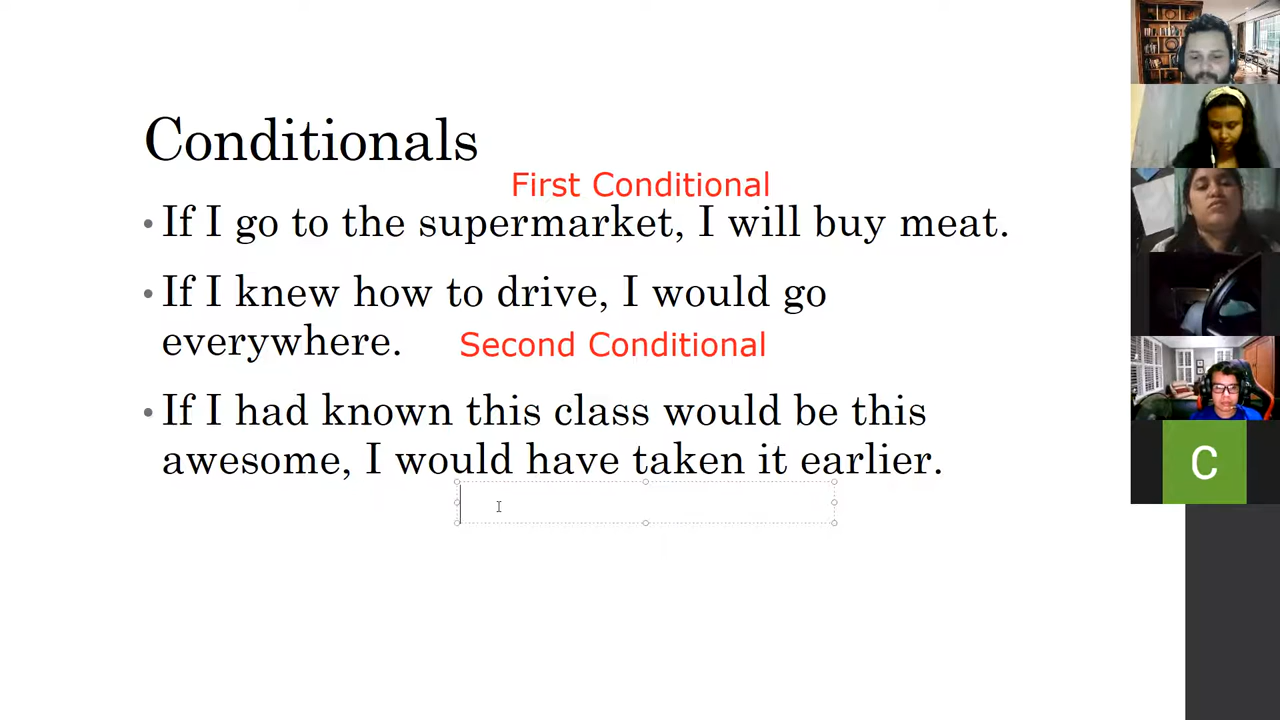 Conditionals
First Conditional
• If I go to the supermarket, I will buy meat.
• If I knew how to drive, I would go
everywhere.
Second Conditional
• If I had known this class would be this
awesome, I would have taken it earlier.
C